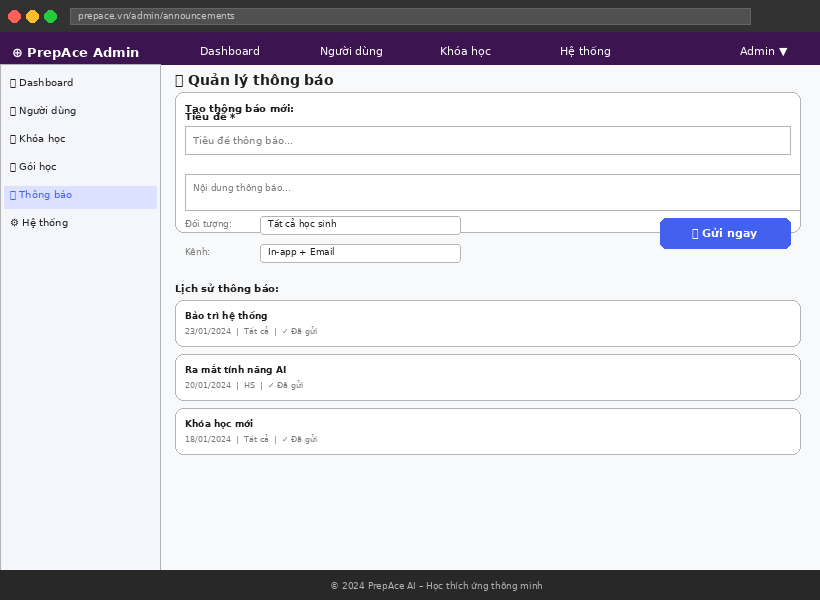 prepace.vn/admin/announcements
⊕ PrepAce Admin
Dashboard
Người dùng
Khóa học
Hệ thống
Admin ▼
Dashboard
Người dùng
Khóa học
Gói học
Thông báo
⚙ Hệ thống
Quản lý thông báo
Tạo thông báo mới:
Tiêu đề *
Tiêu đề thông báo...
Nội dung thông báo...
Đối tượng:
Tất cả học sinh
Gửi ngay
Kênh:
In-app + Email
Lịch sử thông báo:
Bảo trì hệ thống
23/01/2024 | Tất cả | ✓ Đã gửi
Ra mắt tính năng AI
20/01/2024 | HS | ✓ Đã gửi
Khóa học mới
18/01/2024 | Tất cả | ✓ Đã gửi
© 2024 PrepAce AI – Học thích ứng thông minh